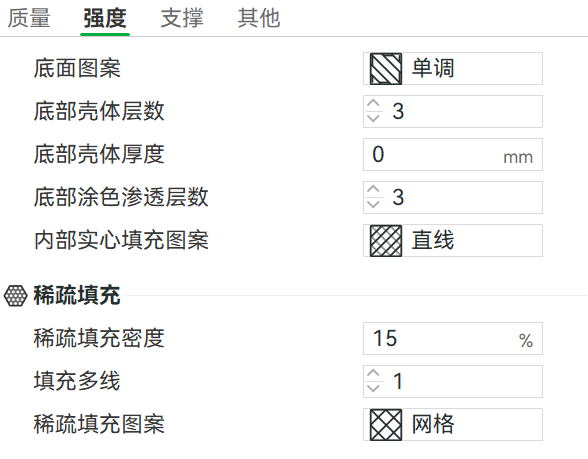 质量 强度 支撑 其他
底面图案 单调
底部壳体层数 3
底部壳体厚度 0 mm
底部涂色渗透层数 3
内部实心填充图案 直线
稀疏填充
稀疏填充密度 15 %
填充多线 1
稀疏填充图案 网格